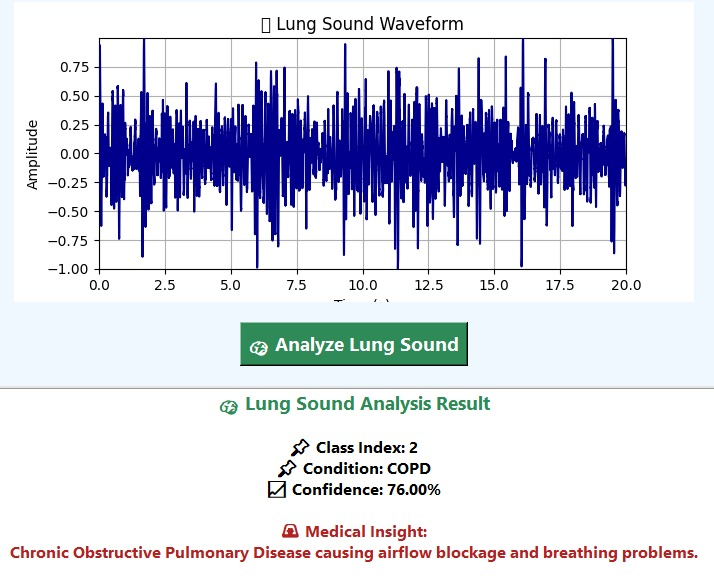 Lung Sound Waveform
0.75
0.50
0.25
0.00
−0.25
−0.50
−0.75
−1.00
Amplitude
0.0 2.5 5.0 7.5 10.0 12.5 15.0 17.5 20.0
Analyze Lung Sound
Lung Sound Analysis Result
Class Index: 2
Condition: COPD
Confidence: 76.00%
Medical Insight:
Chronic Obstructive Pulmonary Disease causing airflow blockage and breathing problems.